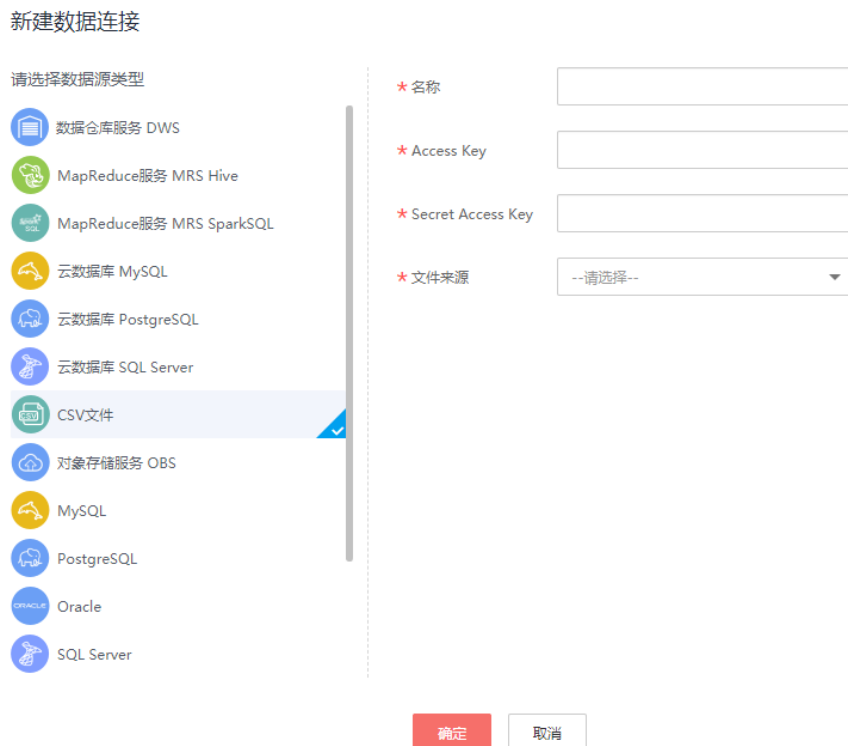 新建数据连接
请选择数据源类型
数据仓库服务 DWS
MapReduce服务 MRS Hive
MapReduce服务 MRS SparkSQL
云数据库 MySQL
云数据库 PostgreSQL
云数据库 SQL Server
CSV文件
对象存储服务 OBS
MySQL
PostgreSQL
ORACLE Oracle
SQL Server
* 名称
* Access Key
* Secret Access Key
* 文件来源 --请选择--
确定 取消